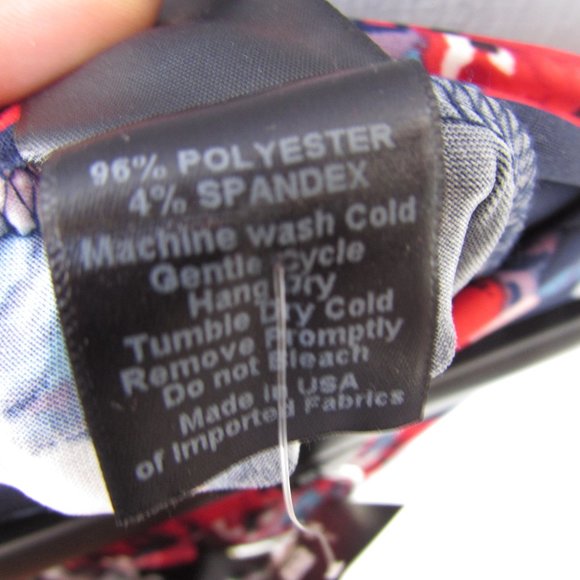 96% POLYESTER
4% SPANDEX
Machine wash Cold
Gentle Cycle
Hang Dry
Tumble Dry Cold
Remove Promptly
Do not Bleach
Made in USA
of Imported Fabrics